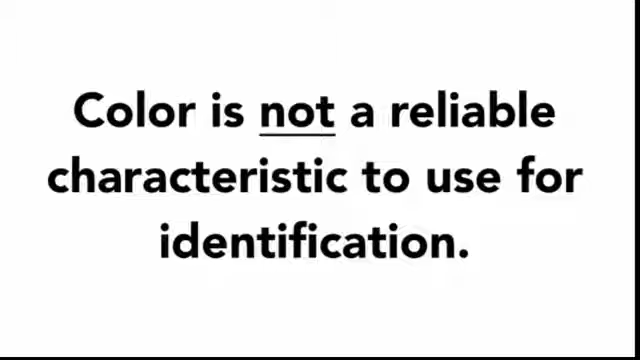 Color is not a reliable
characteristic to use for
identification.